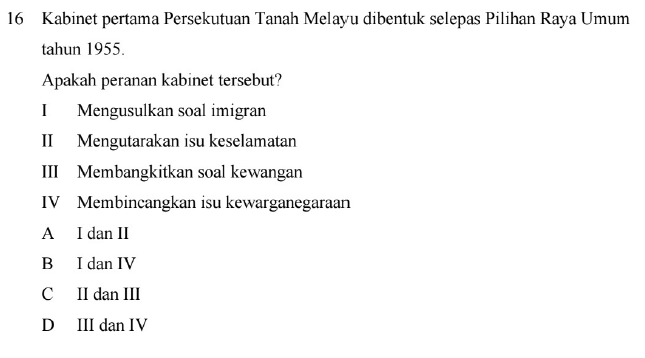 16 Kabinet pertama Persekutuan Tanah Melayu dibentuk selepas Pilihan Raya Umum
tahun 1955.
Apakah peranan kabinet tersebut?
I Mengusulkan soal imigran
II Mengutarakan isu keselamatan
III Membangkitkan soal kewangan
IV Membincangkan isu kewarganegaraan
A I dan II
B I dan IV
C II dan III
D III dan IV